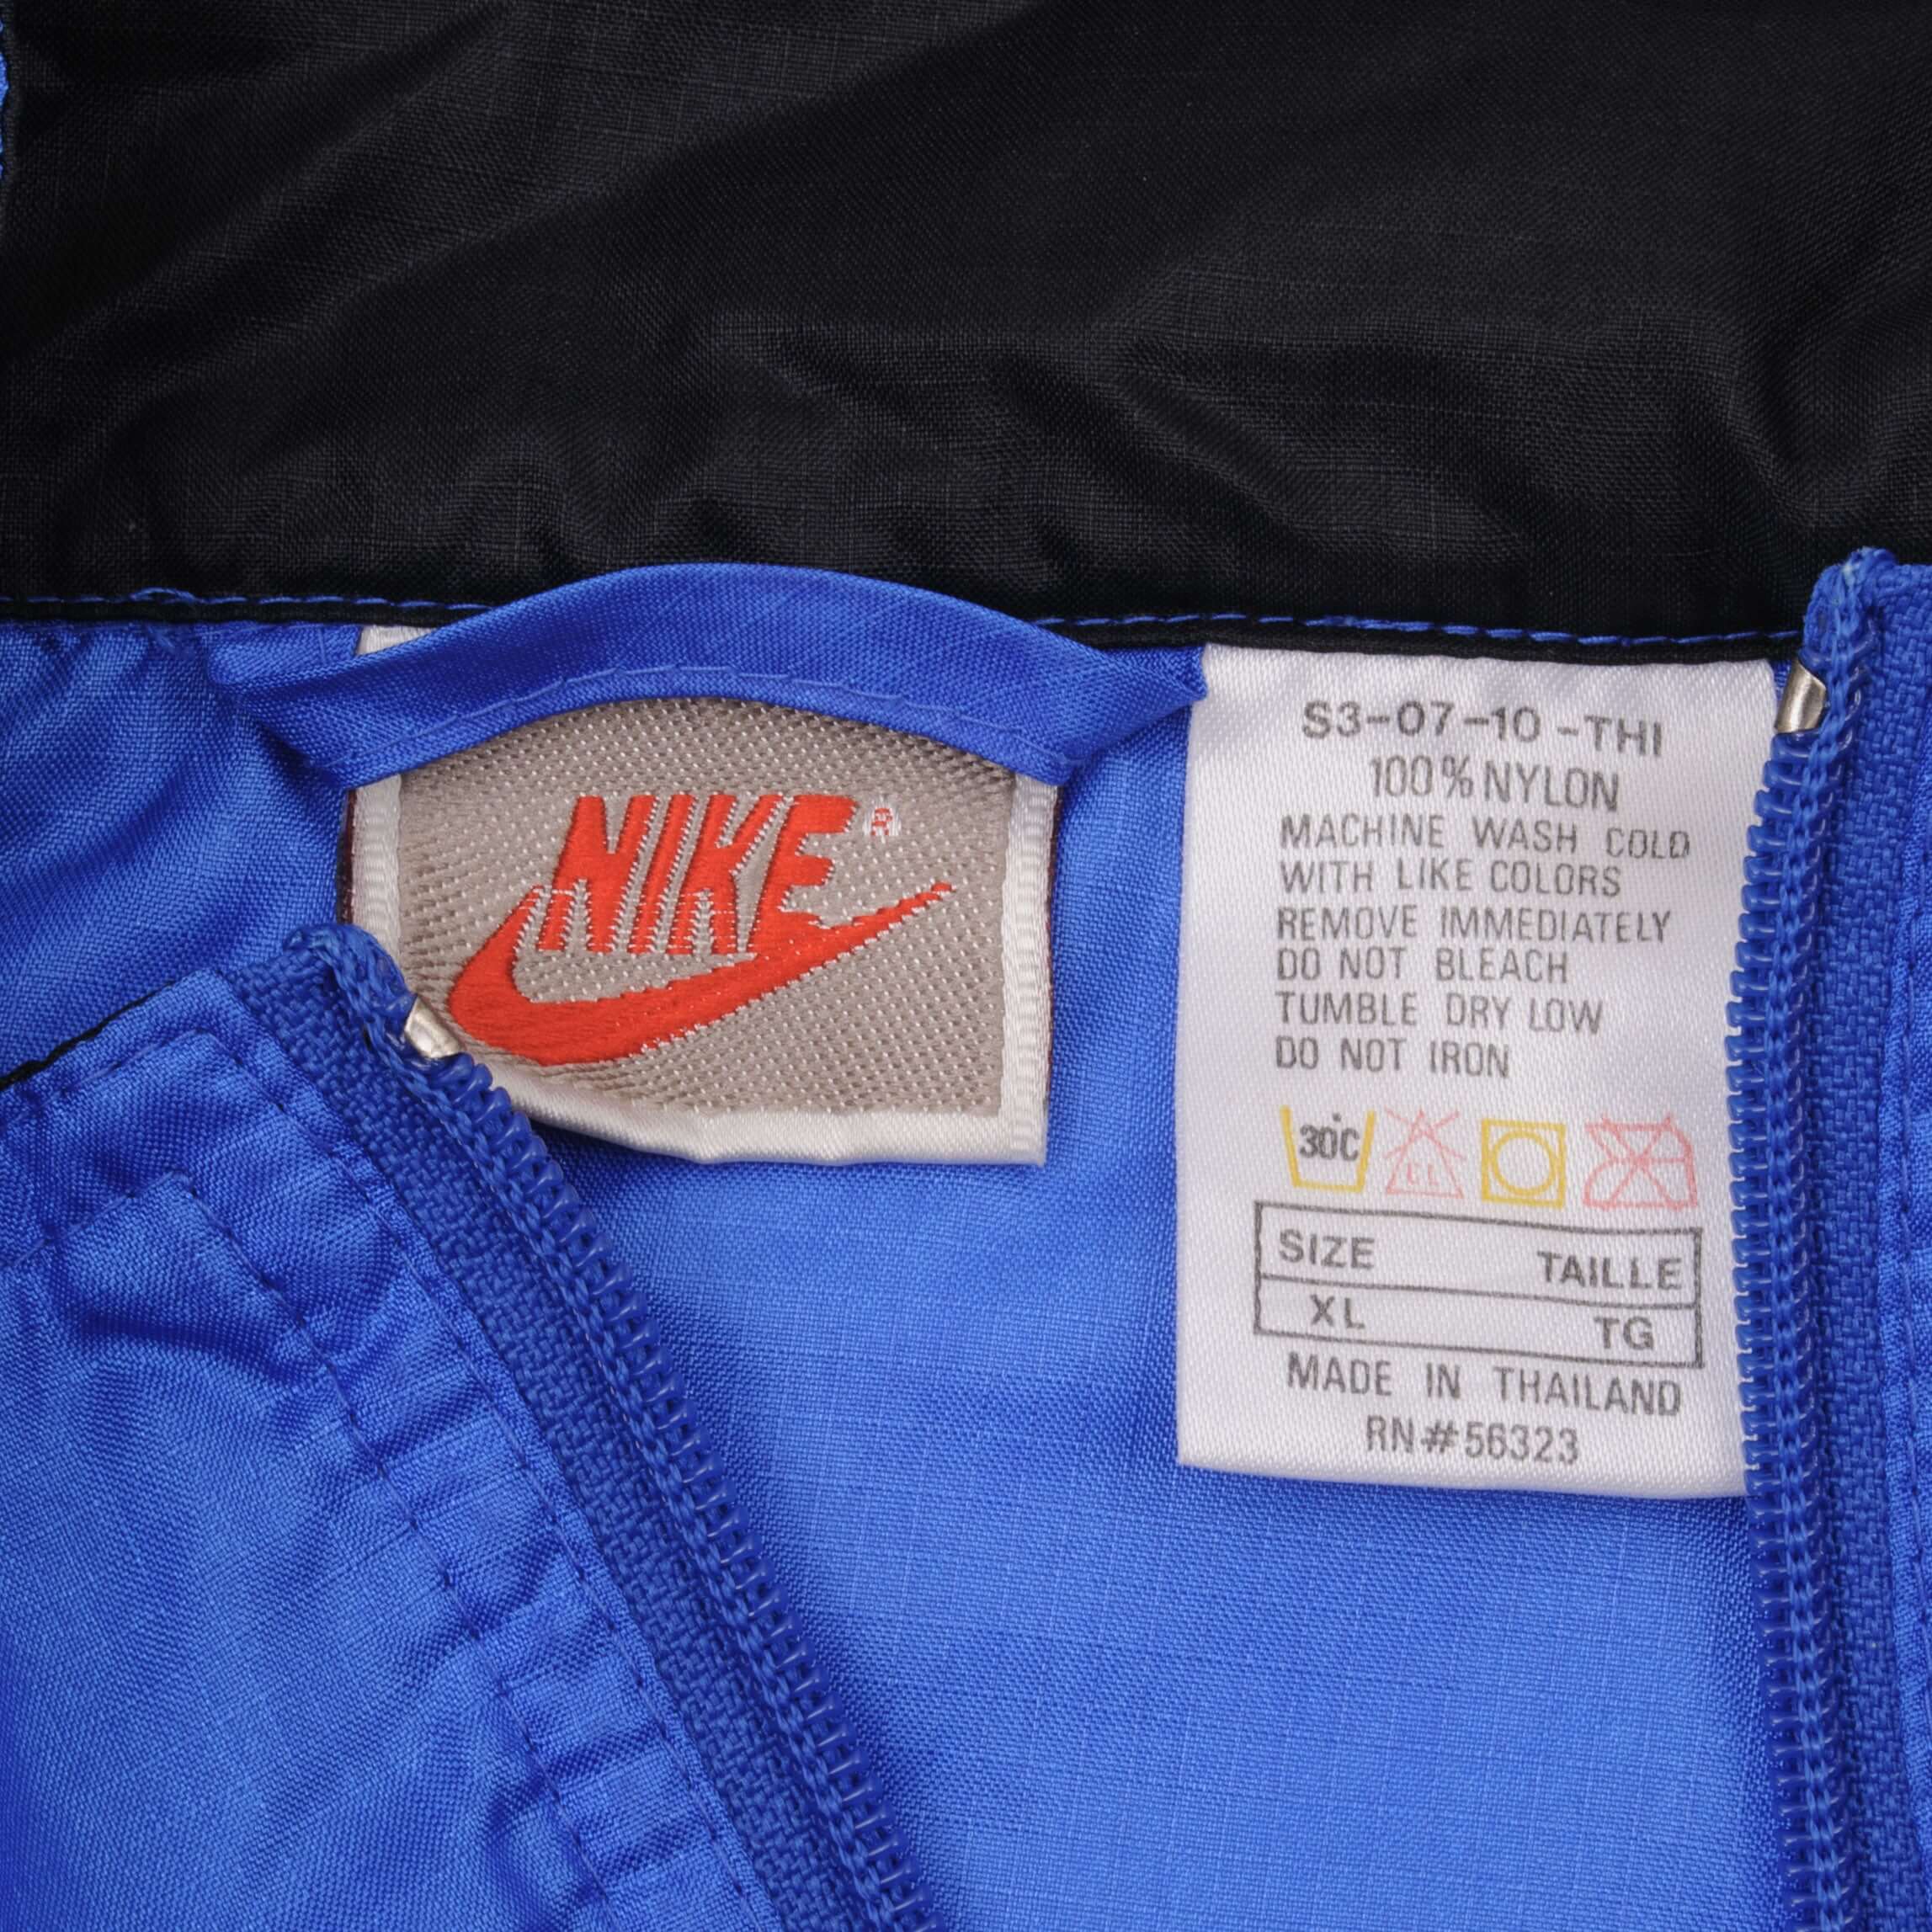 NIKE®
S3-07-10-THI
100% NYLON
MACHINE WASH COLD
WITH LIKE COLORS
REMOVE IMMEDIATELY
DO NOT BLEACH
TUMBLE DRY LOW
DO NOT IRON
30°C CL
SIZE TAILLE
XL TG
MADE IN THAILAND
RN#56323